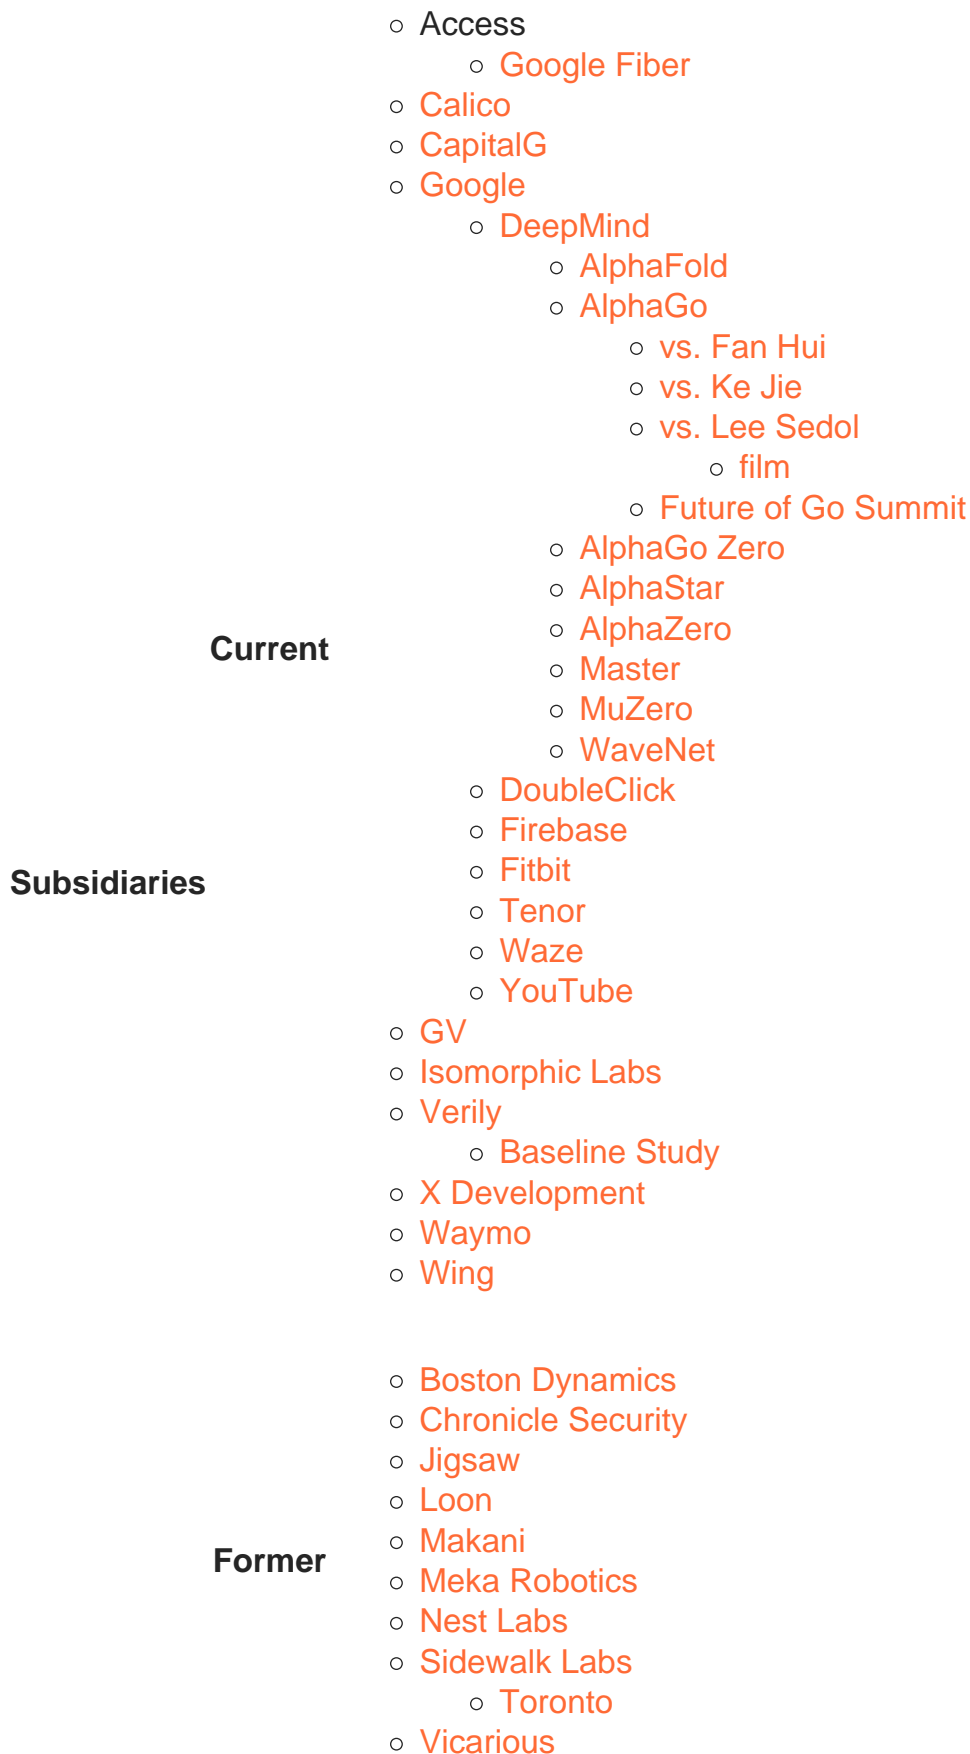 Subsidiaries
Current
Access
Google Fiber
Calico
CapitalG
Google
DeepMind
AlphaFold
AlphaGo
vs. Fan Hui
vs. Ke Jie
vs. Lee Sedol
film
Future of Go Summit
AlphaGo Zero
AlphaStar
AlphaZero
Master
MuZero
WaveNet
DoubleClick
Firebase
Fitbit
Tenor
Waze
YouTube
GV
Isomorphic Labs
Verily
Baseline Study
X Development
Waymo
Wing
Former
Boston Dynamics
Chronicle Security
Jigsaw
Loon
Makani
Meka Robotics
Nest Labs
Sidewalk Labs
Toronto
Vicarious